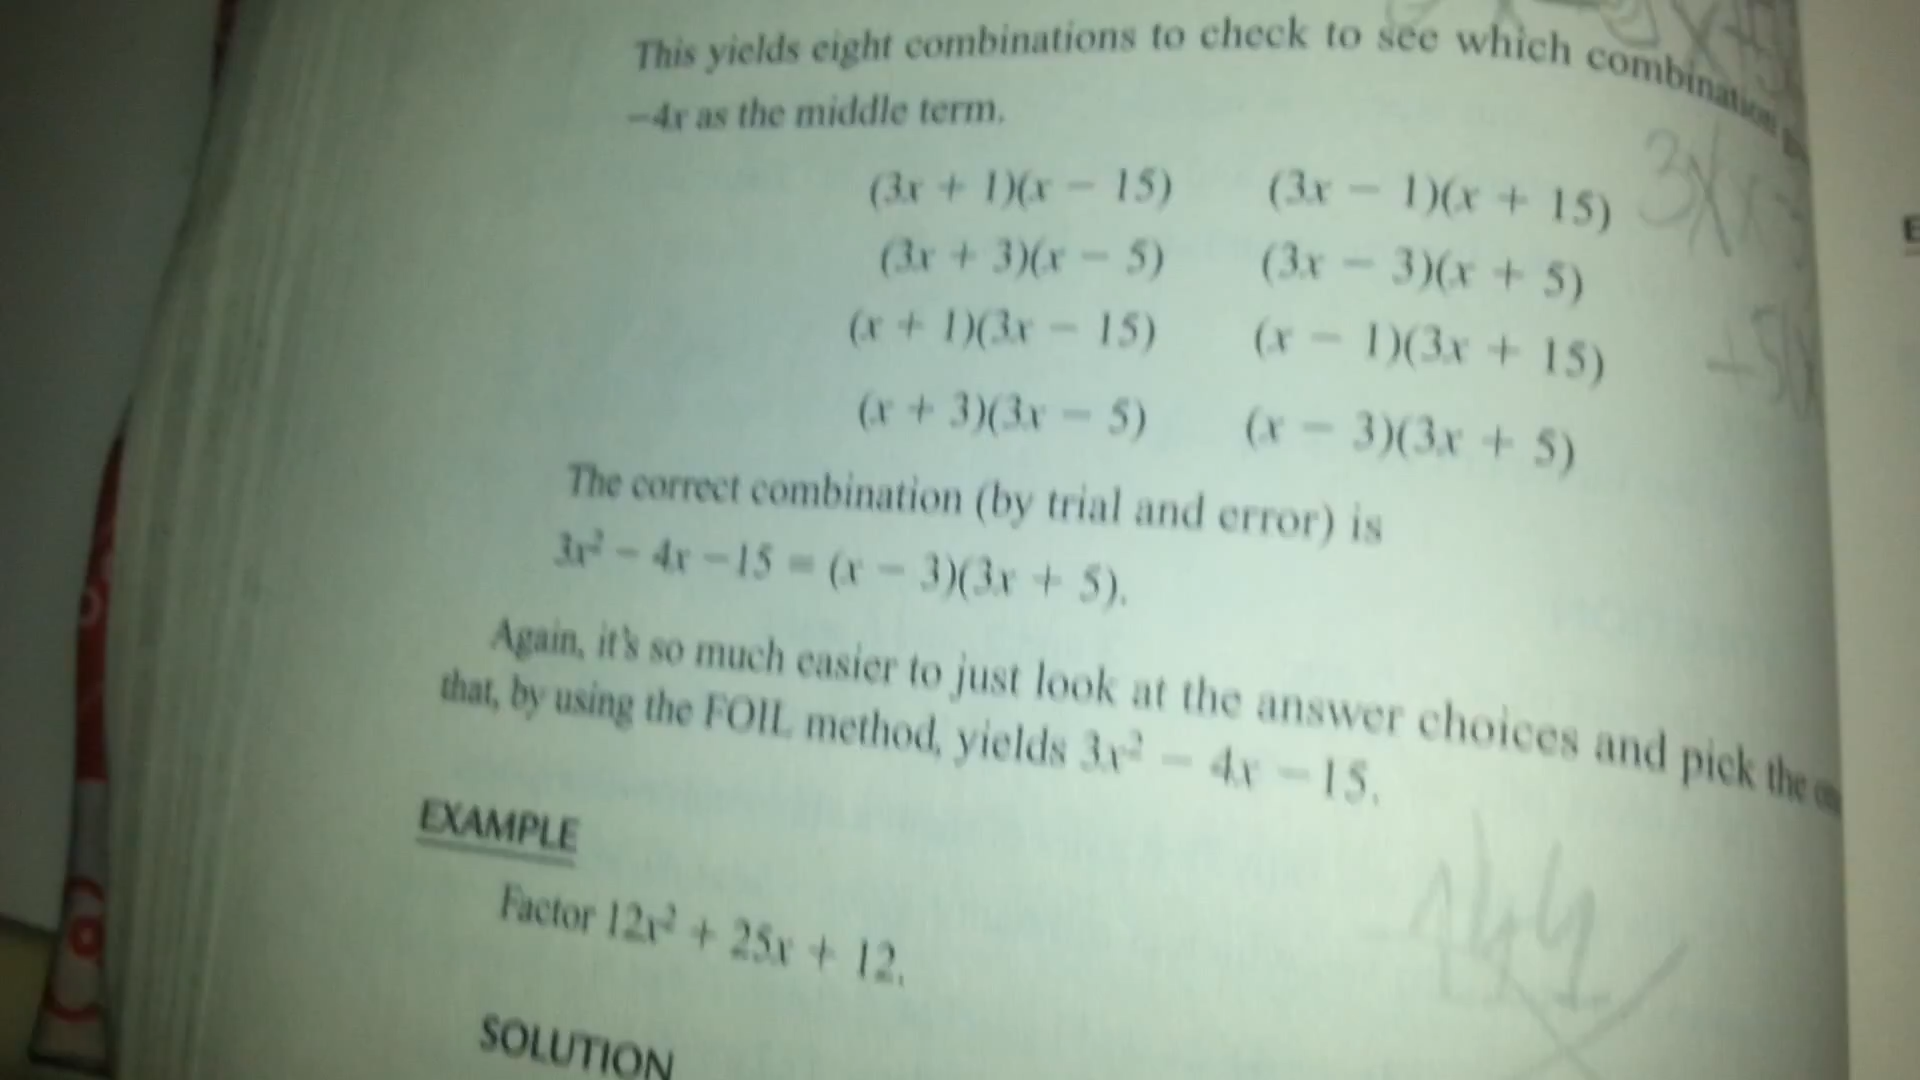 This yields eight combinations to check to see which combination
−4x as the middle term.
(3x + 1)(x − 15) (3x − 1)(x + 15)
(3x + 3)(x − 5) (3x − 3)(x + 5)
(x + 1)(3x − 15) (x − 1)(3x + 15)
(x + 3)(3x − 5) (x − 3)(3x + 5)
The correct combination (by trial and error) is
3x² − 4x −15 = (x − 3)(3x + 5).
Again, it's so much easier to just look at the answer choices and pick the
that, by using the FOIL method, yields 3x² − 4x −15.
EXAMPLE
Factor 12x² + 25x + 12.
SOLUTION
144